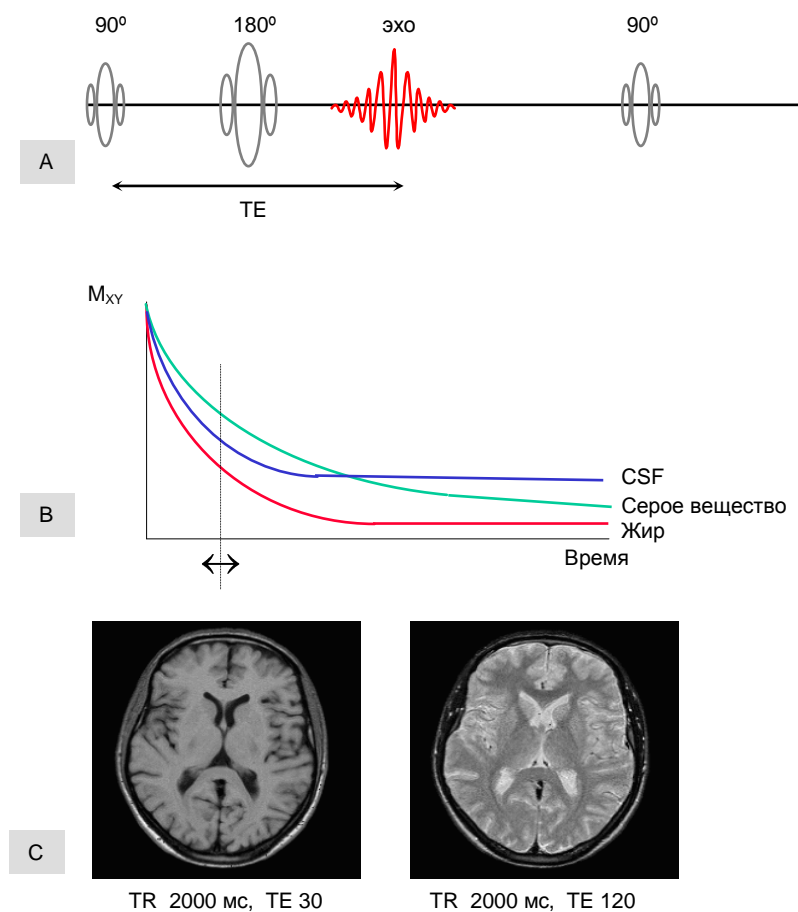 90º 180º эхо 90º
A
TE
M_XY
CSF
B
Серое вещество
Жир
Время
C
TR 2000 мс, TE 30
TR 2000 мс, TE 120